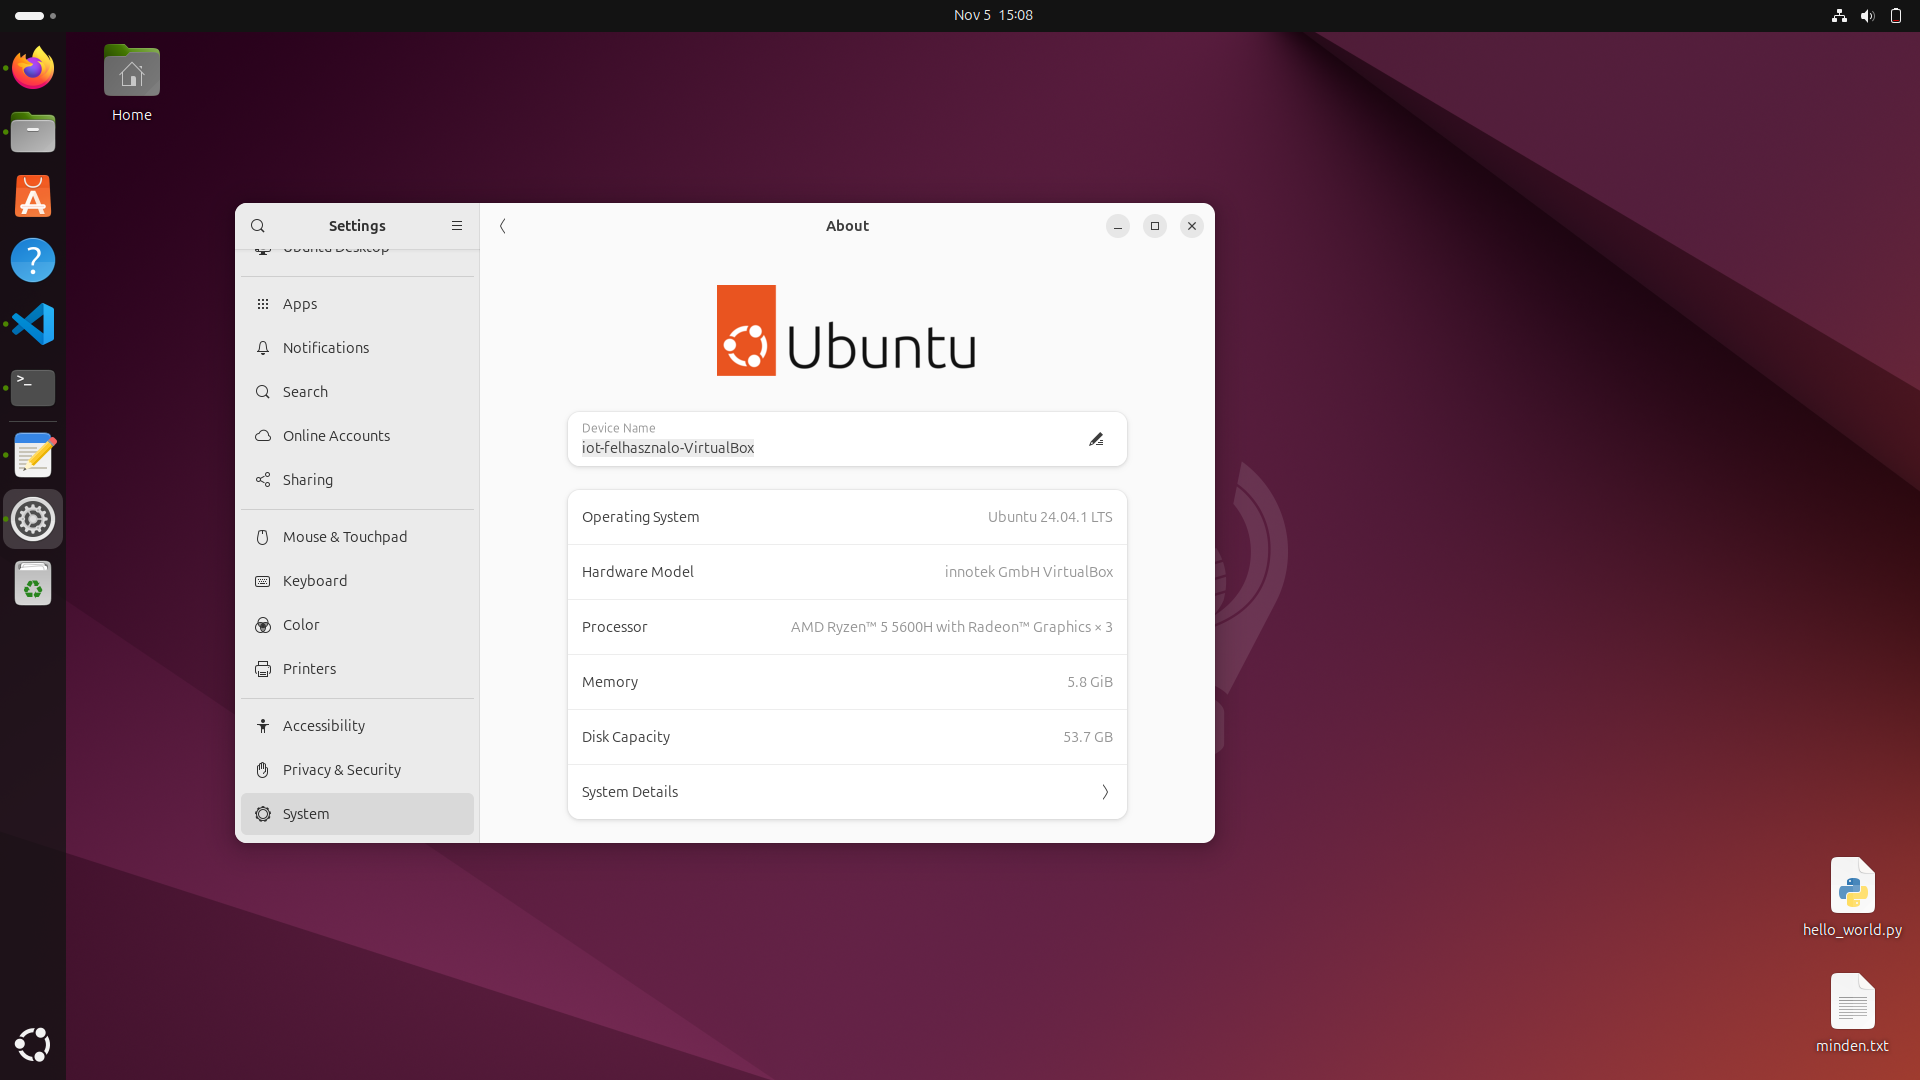 Nov 5 15:08
Home
Settings
About
Ubuntu Desktop
Apps
Notifications
Search
Online Accounts
Sharing
Mouse & Touchpad
Keyboard
Color
Printers
Accessibility
Privacy & Security
System
Ubuntu
Device Name
iot-felhasznalo-VirtualBox
Operating System Ubuntu 24.04.1 LTS
Hardware Model innotek GmbH VirtualBox
Processor AMD Ryzen™ 5 5600H with Radeon™ Graphics × 3
Memory 5.8 GiB
Disk Capacity 53.7 GB
System Details
hello_world.py
minden.txt